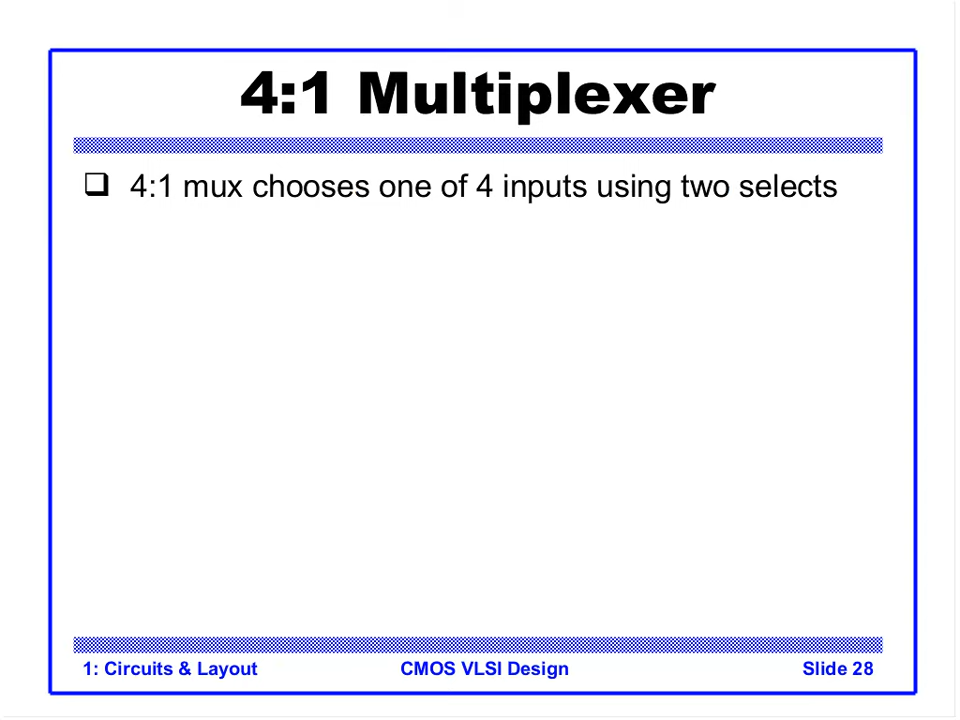 4:1 Multiplexer
❑ 4:1 mux chooses one of 4 inputs using two selects
1: Circuits & Layout CMOS VLSI Design Slide 28